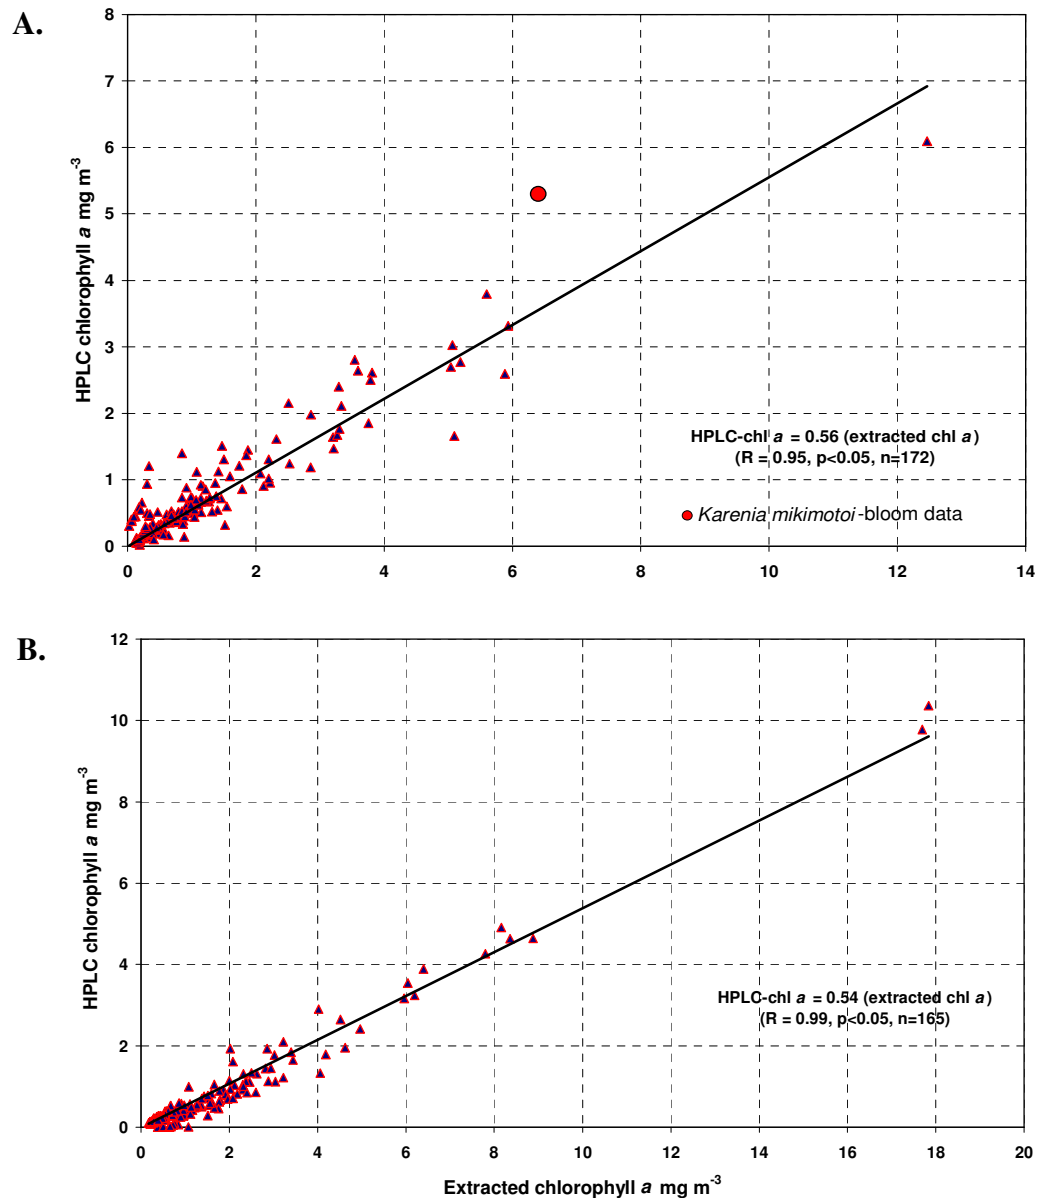 A.
8
7
6
5
4
3
2
1
0
HPLC chlorophyll a mg m-3
HPLC-chl a = 0.56 (extracted chl a)
(R = 0.95, p<0.05, n=172)
Karenia mikimotoi-bloom data
0 2 4 6 8 10 12 14
B.
12
10
8
6
4
2
0
HPLC chlorophyll a mg m-3
HPLC-chl a = 0.54 (extracted chl a)
(R = 0.99, p<0.05, n=165)
0 2 4 6 8 10 12 14 16 18 20
Extracted chlorophyll a mg m-3